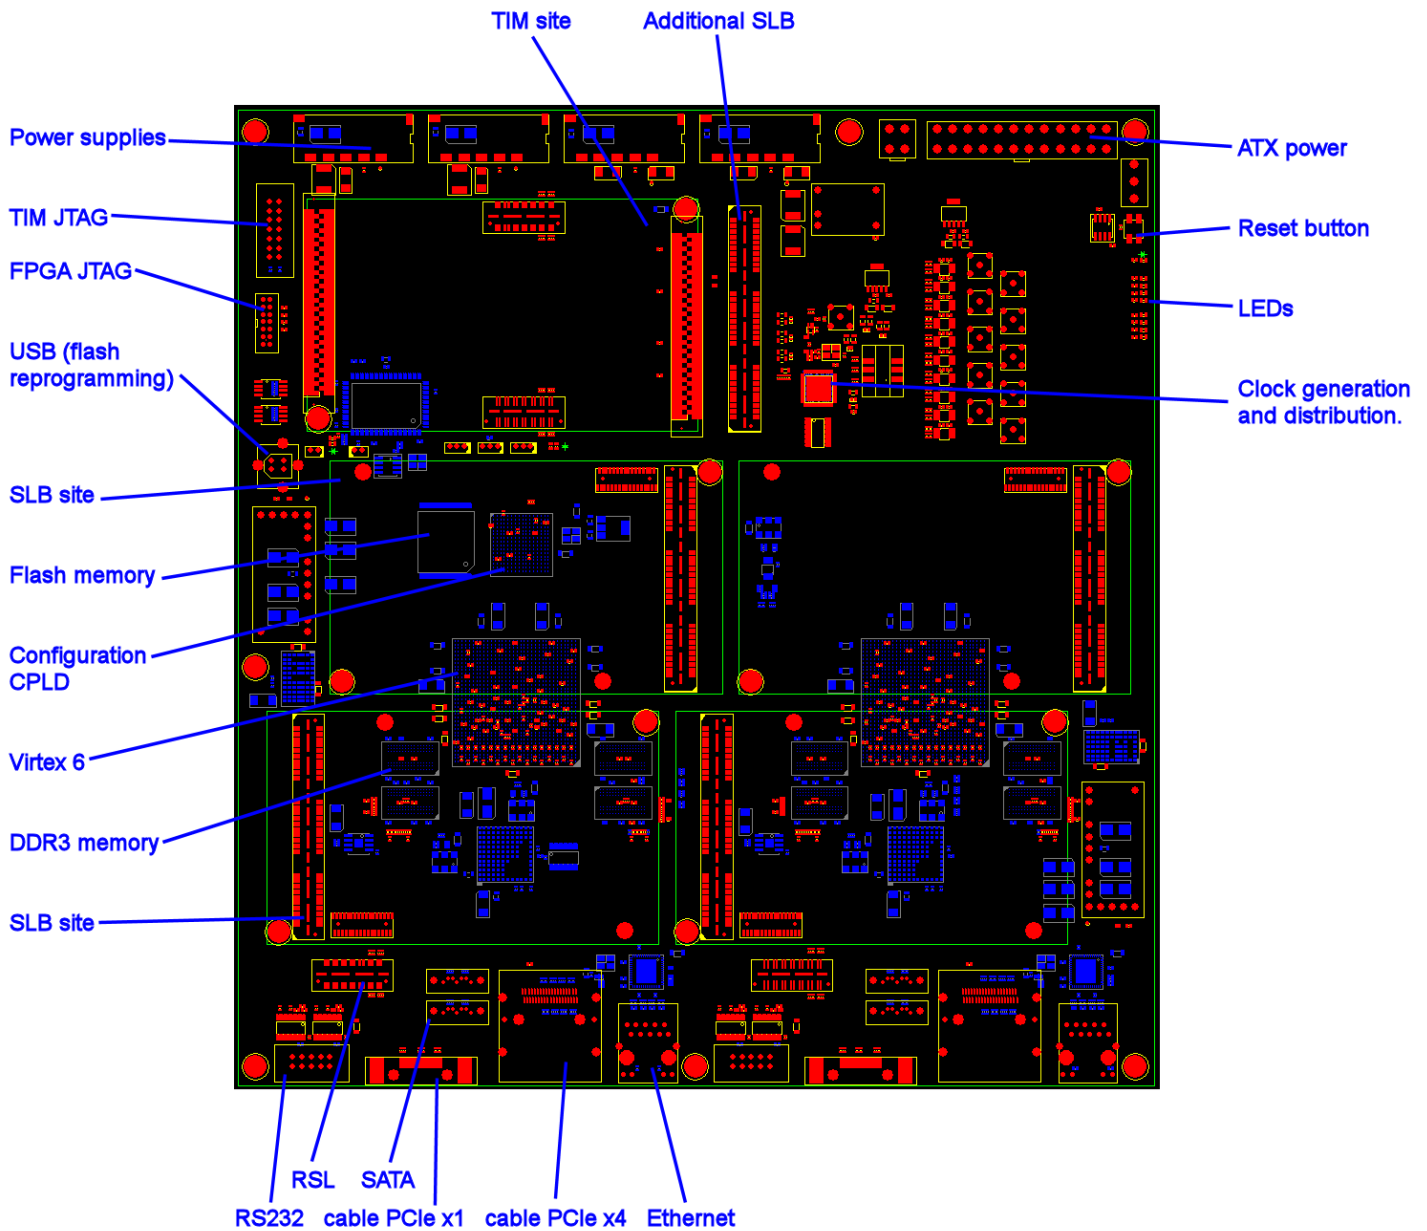 TIM site
Additional SLB
Power supplies
ATX power
TIM JTAG
Reset button
FPGA JTAG
LEDs
USB (flash
reprogramming)
Clock generation
and distribution.
SLB site
Flash memory
Configuration
CPLD
Virtex 6
DDR3 memory
SLB site
RSL
SATA
RS232
cable PCIe x1
cable PCIe x4
Ethernet